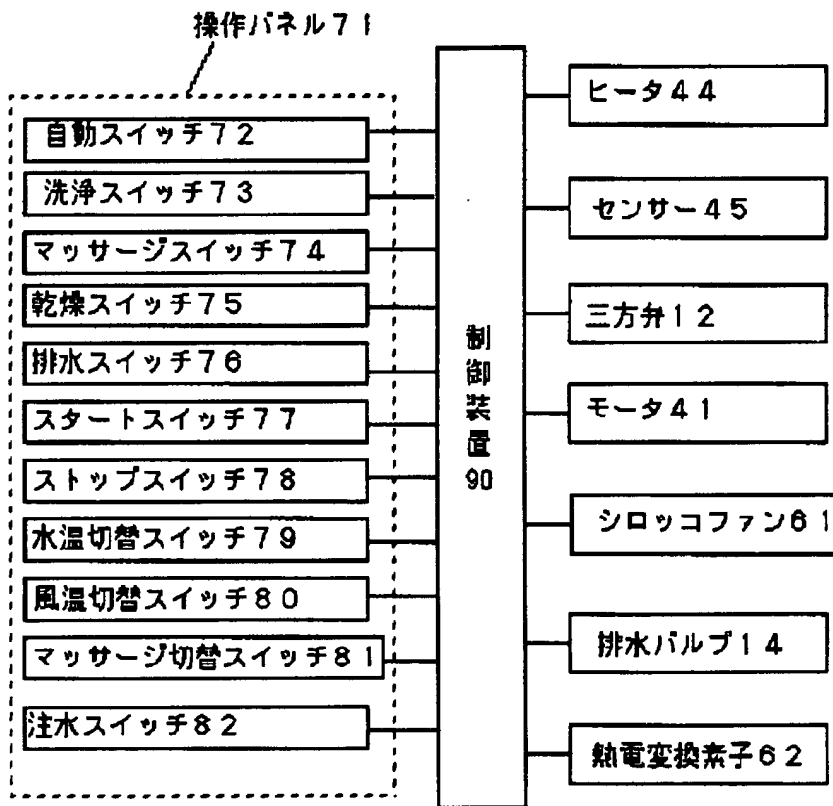 操作パネル７１
自動スイッチ７２
洗浄スイッチ７３
マッサージスイッチ７４
乾燥スイッチ７５
排水スイッチ７６
スタートスイッチ７７
ストップスイッチ７８
水温切替スイッチ７９
風温切替スイッチ８０
マッサージ切替スイッチ８１
注水スイッチ８２
制御装置90
ヒータ４４
センサー４５
三方弁１２
モータ４１
シロッコファン６１
排水バルブ１４
熱電変換素子６２